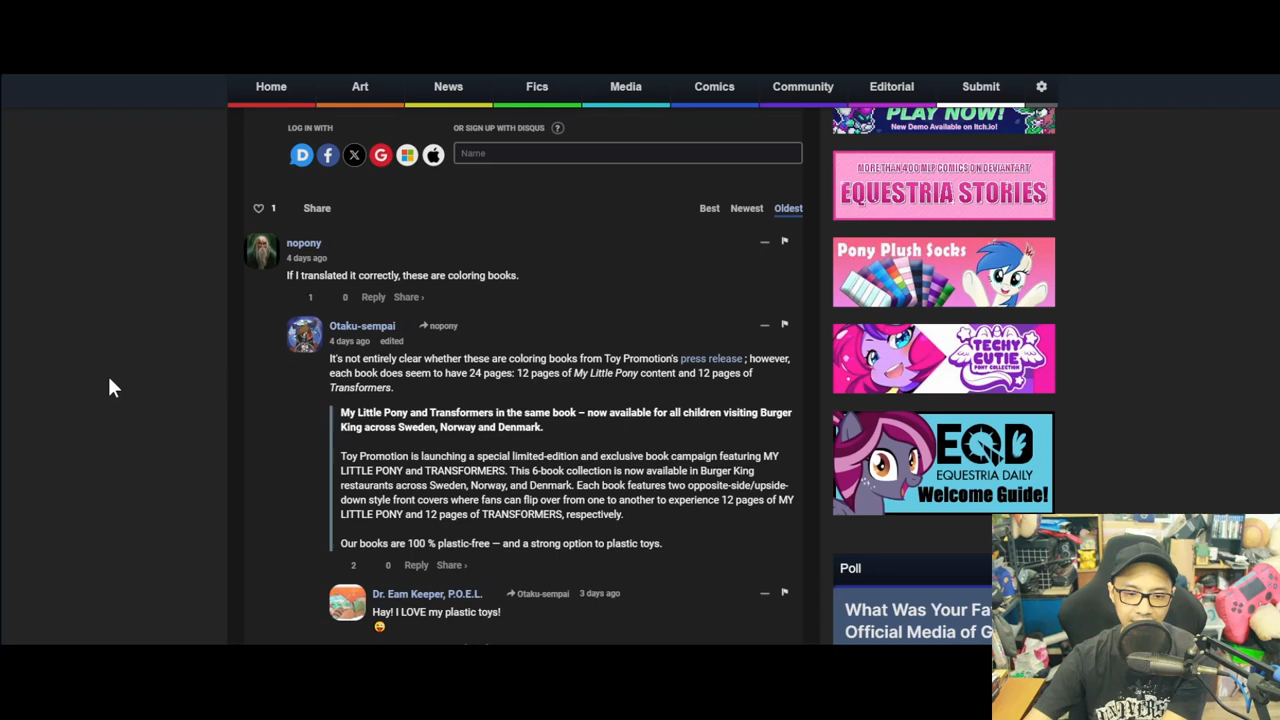 Home Art News Fics Media Comics Community Editorial Submit
LOG IN WITH
OR SIGN UP WITH DISQUS ?
Name
1 Share
Best Newest Oldest
nopony
4 days ago
If I translated it correctly, these are coloring books.
1 0 Reply Share ›
Otaku-sempai nopony
4 days ago edited
It's not entirely clear whether these are coloring books from Toy Promotion's press release ; however,
each book does seem to have 24 pages: 12 pages of My Little Pony content and 12 pages of
Transformers.
My Little Pony and Transformers in the same book – now available for all children visiting Burger
King across Sweden, Norway and Denmark.
Toy Promotion is launching a special limited-edition and exclusive book campaign featuring MY
LITTLE PONY and TRANSFORMERS. This 6-book collection is now available in Burger King
restaurants across Sweden, Norway, and Denmark. Each book features two opposite-side/upside-
down style front covers where fans can flip over from one to another to experience 12 pages of MY
LITTLE PONY and 12 pages of TRANSFORMERS, respectively.
Our books are 100 % plastic-free — and a strong option to plastic toys.
2 0 Reply Share ›
Dr. Eam Keeper, P.O.E.L. Otaku-sempai 3 days ago
Hay! I LOVE my plastic toys!
PLAY NOW!
New Demo Available on Itch.io!
MORE THAN 400 MLP COMICS ON DEVIANTART
EQUESTRIA STORIES
Pony Plush Socks
TECHY
CUTIE
PONY COLLECTION
EQD
EQUESTRIA DAILY
Welcome Guide!
Poll
What Was Your Fa
Official Media of G